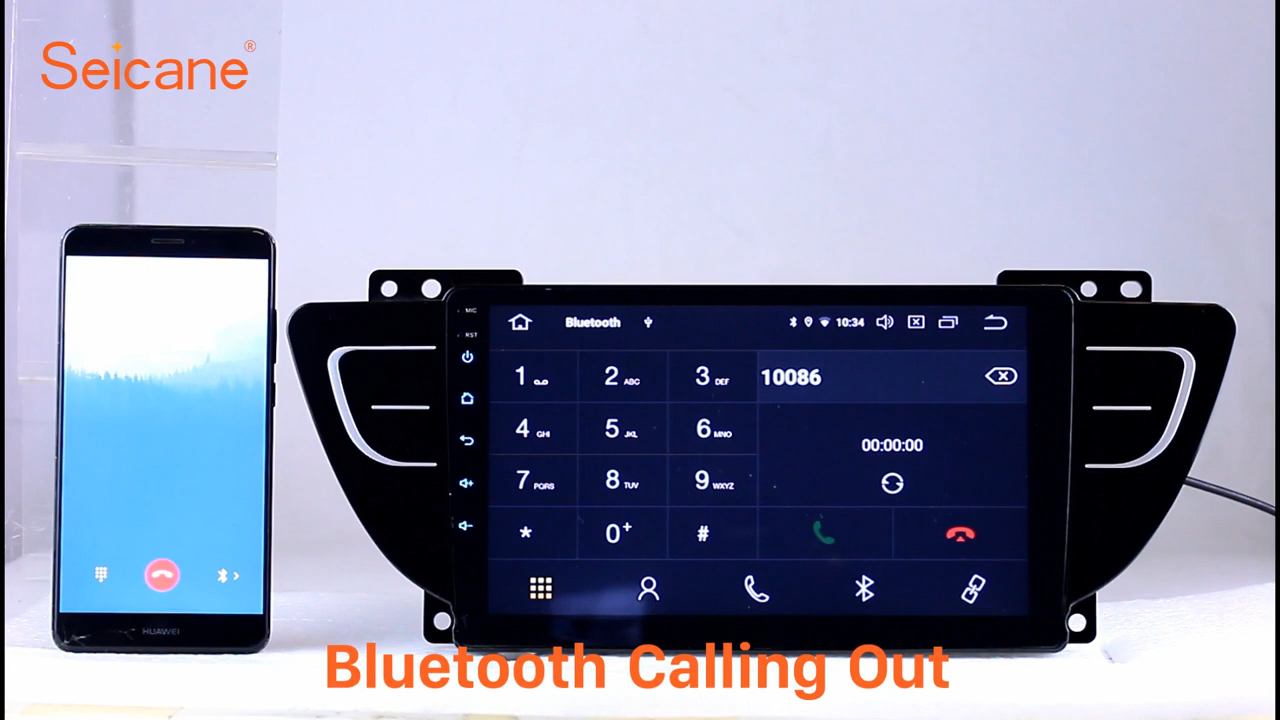 Seicane®
MIC
RST
Bluetooth
10:34
1
2 ABC
3 DEF
10086
4 GHI
5 JKL
6 MNO
00:00:00
7 PQRS
8 TUV
9 WXYZ
*
0+
#
HUAWEI
Bluetooth Calling Out